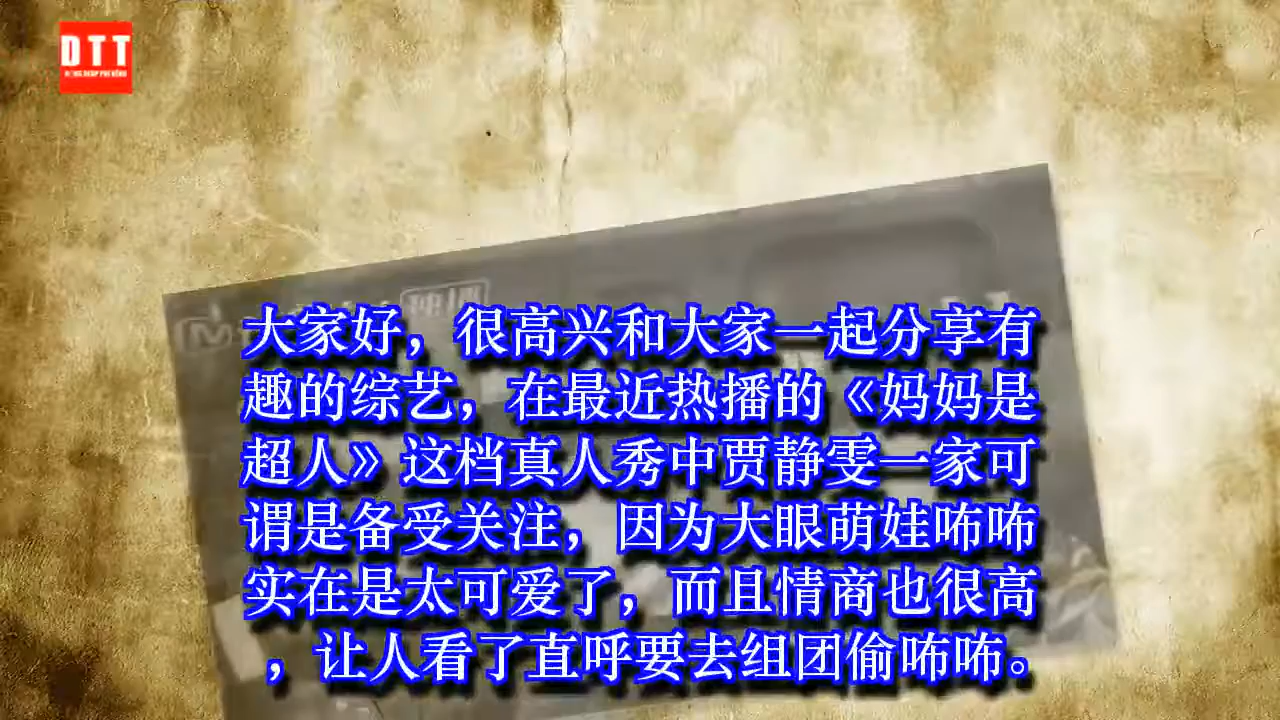 DTT
独播
大家好，很高兴和大家一起分享有
趣的综艺，在最近热播的《妈妈是
超人》这档真人秀中贾静雯一家可
谓是备受关注，因为大眼萌娃咘咘
实在是太可爱了，而且情商也很高
，让人看了直呼要去组团偷咘咘。